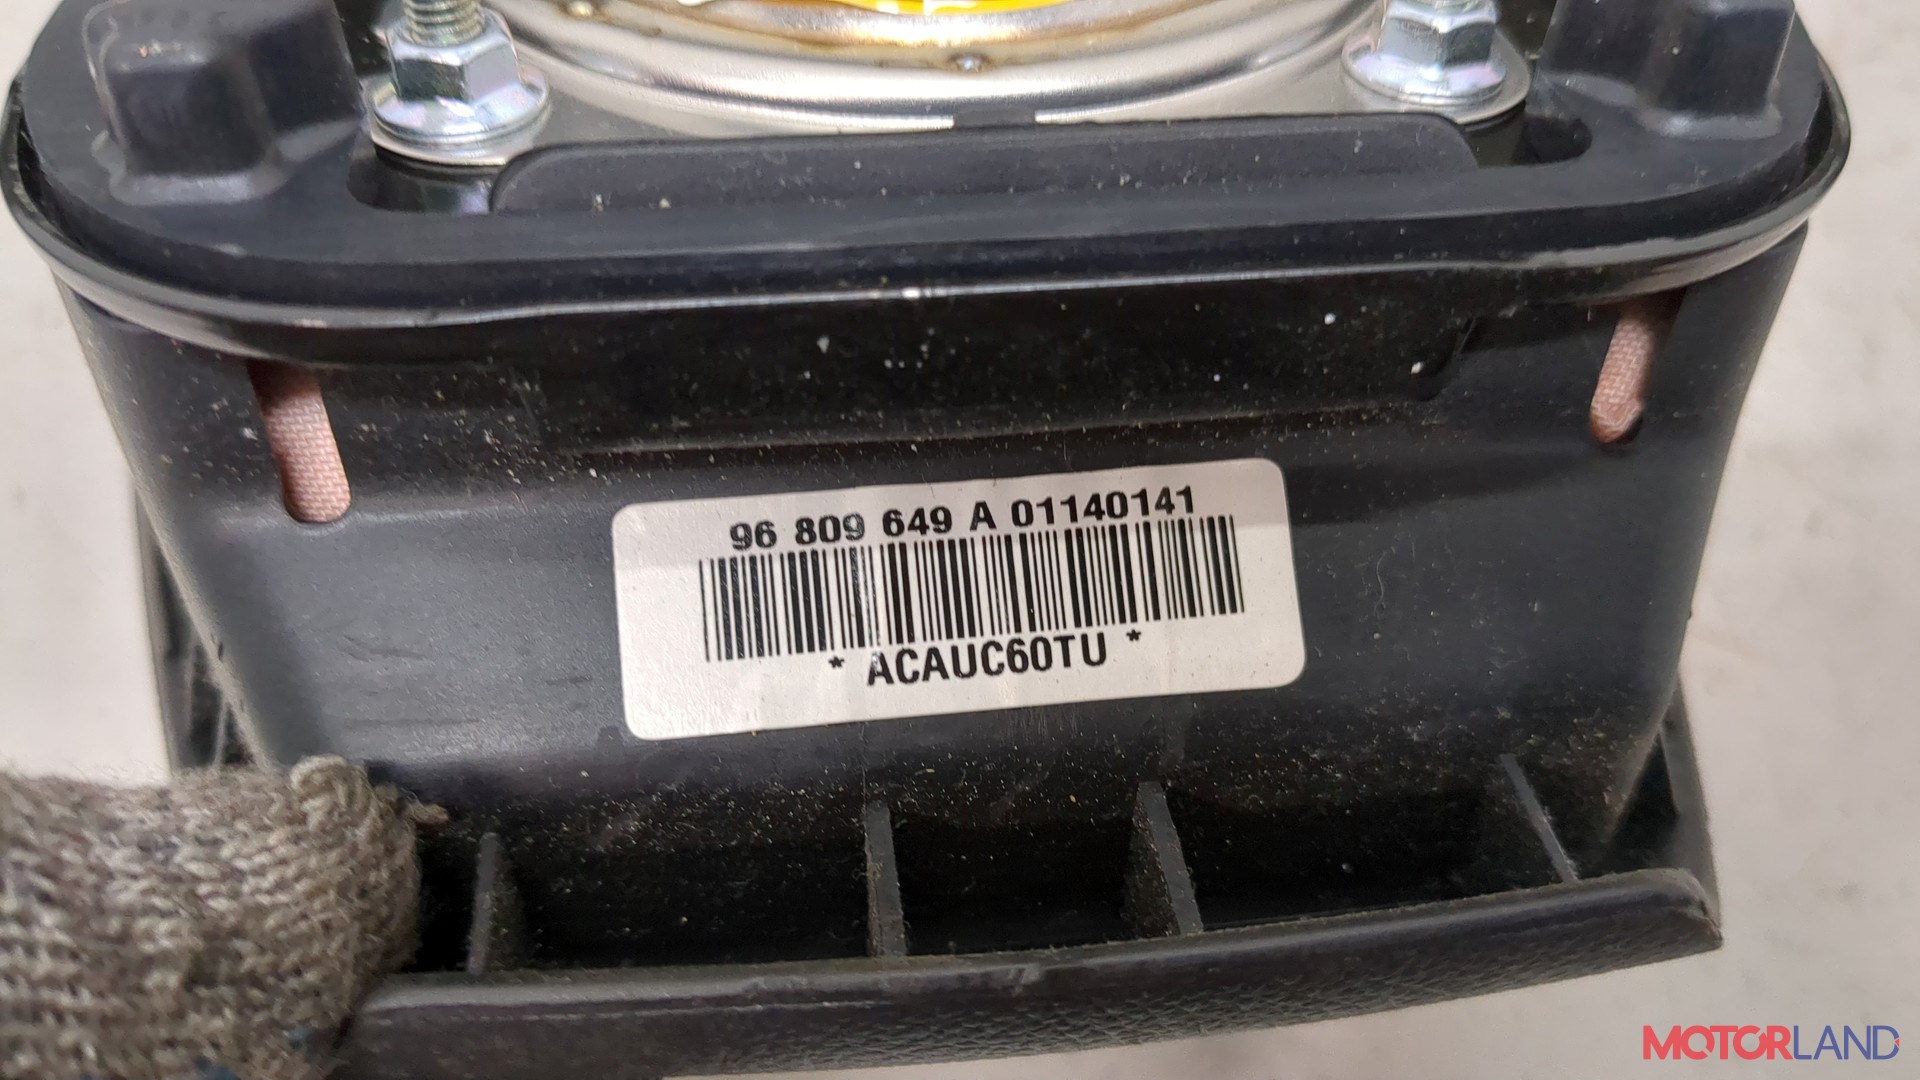 96 809 649 A 01140141
* ACAUC60TU *
MOTORLAND